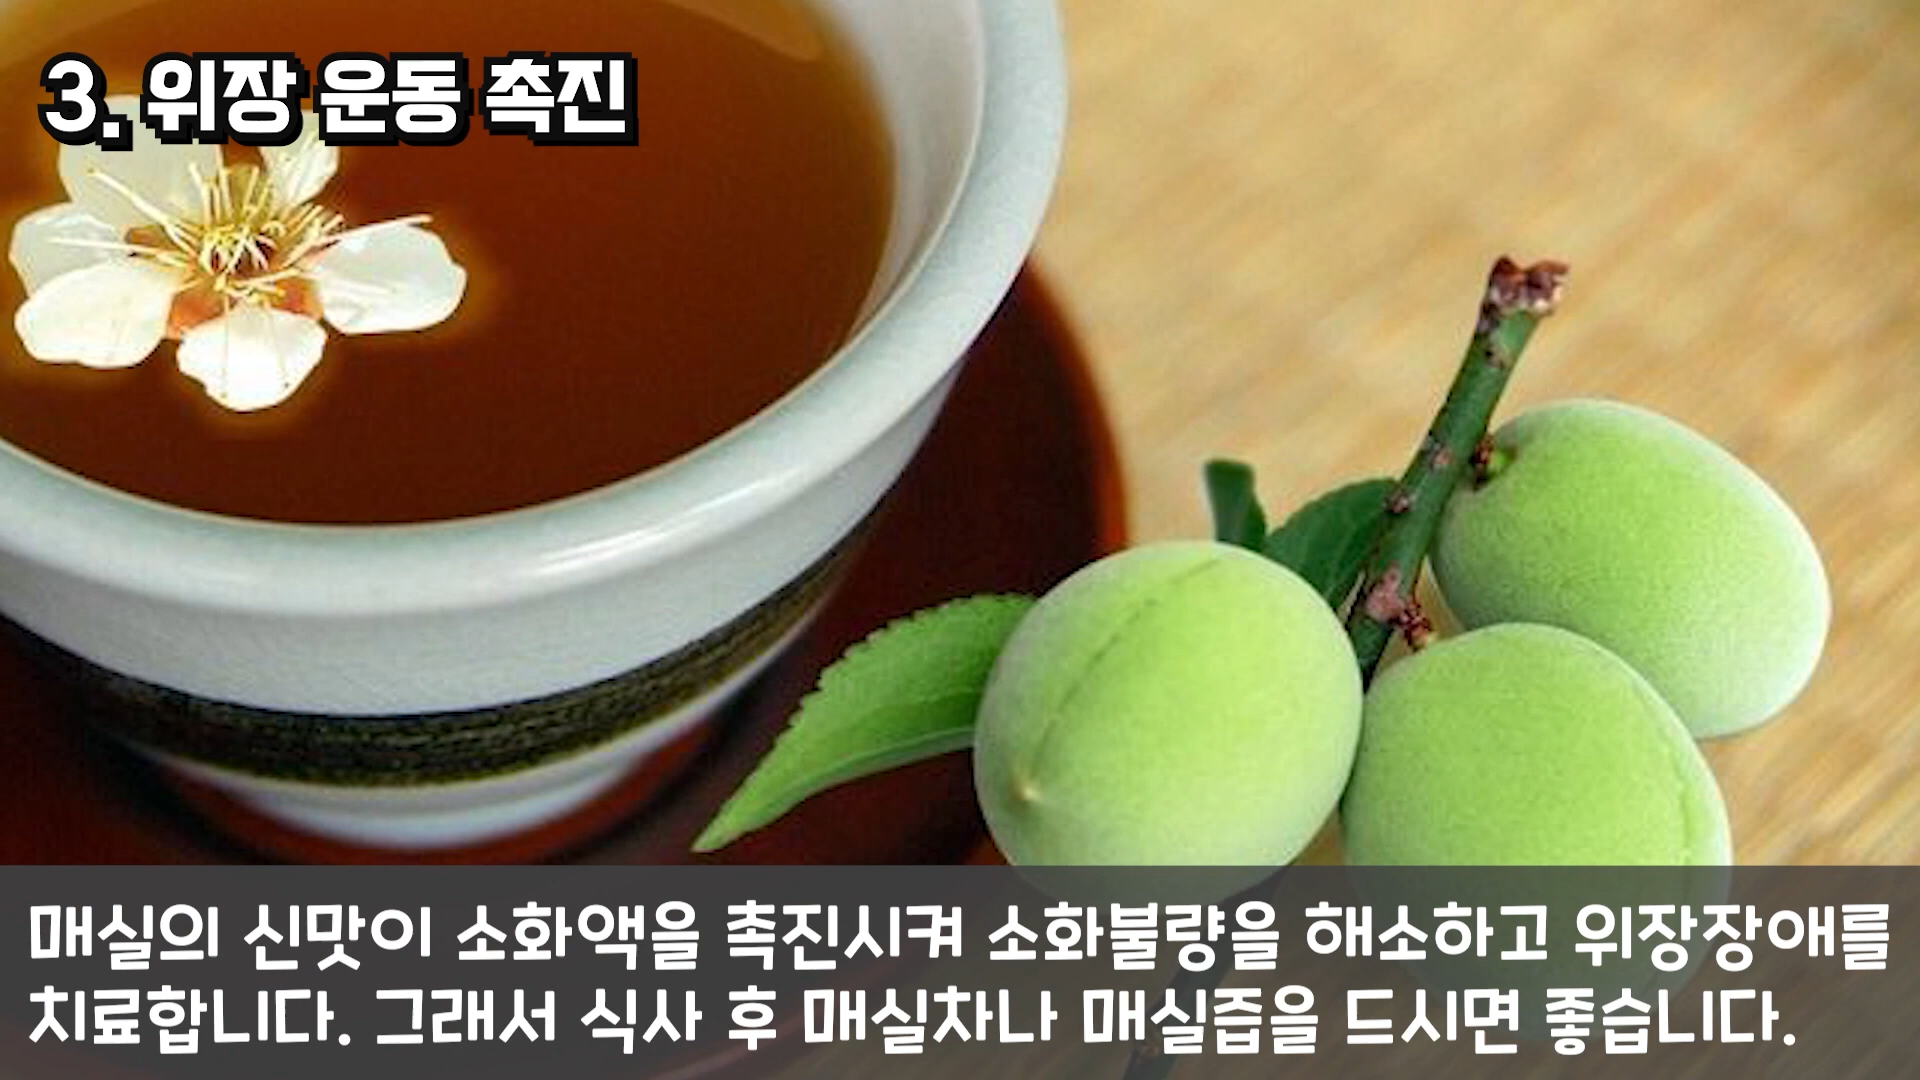 3. 위장 운동 촉진
매실의 신맛이 소화액을 촉진시켜 소화불량을 해소하고 위장장애를
치료합니다. 그래서 식사 후 매실차나 매실즙을 드시면 좋습니다.